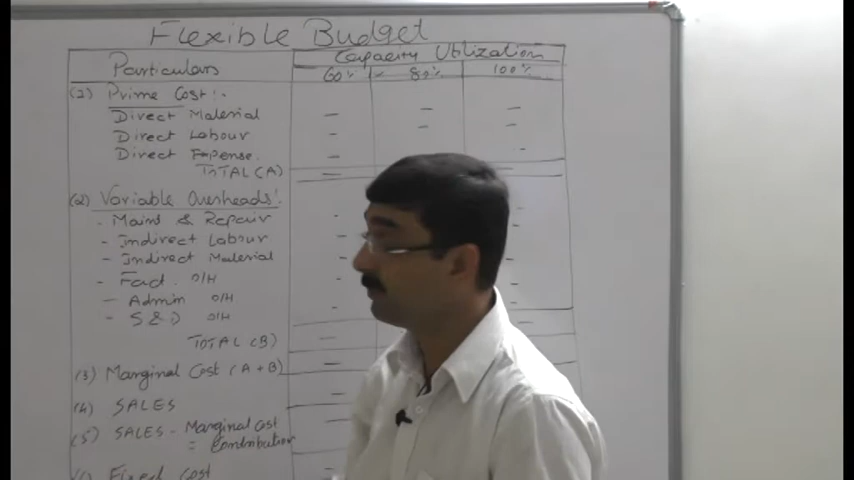 Flexible Budget
Particulars
Capacity Utilization
60% 80% 100%
(1) Prime Cost:-
Direct Material
Direct Labour
Direct Expense.
TOTAL (A)
(2) Variable Overheads:
- Main & Repair
- Indirect Labour
- Indirect Material
- Fact. O/H
- Admin O/H
- S&D O/H
TOTAL (B)
(3) Marginal Cost (A+B)
(4) SALES
(5) SALES - Marginal Cost
= Contribution
Fixed Cost